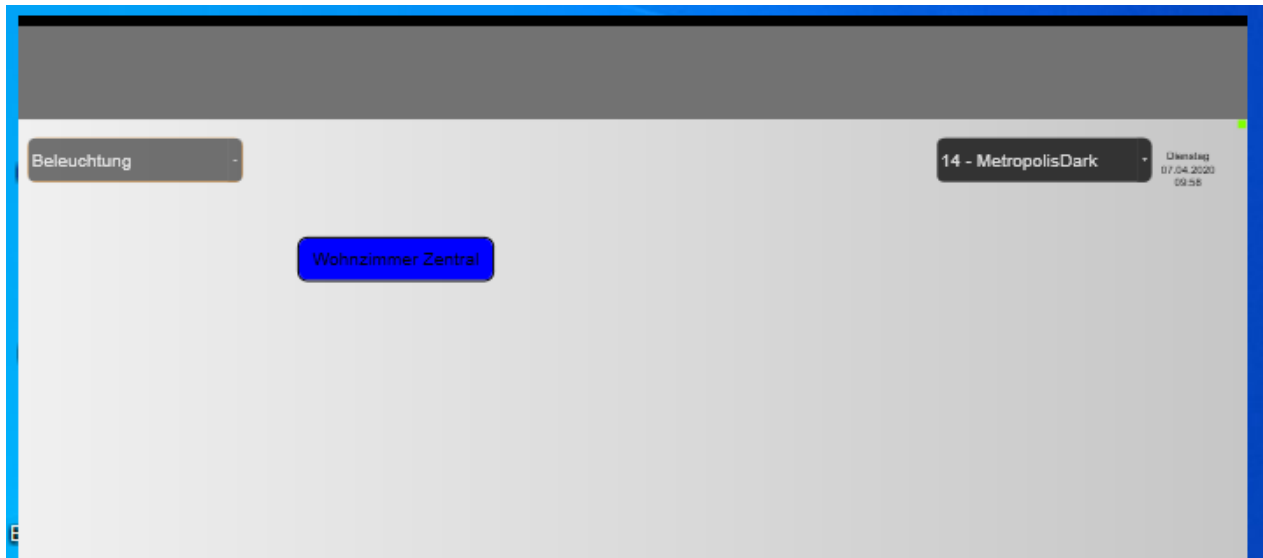 Beleuchtung
14 - MetropolisDark
Dienstag
07.04.2020
09:58
Wohnzimmer Zentral
E